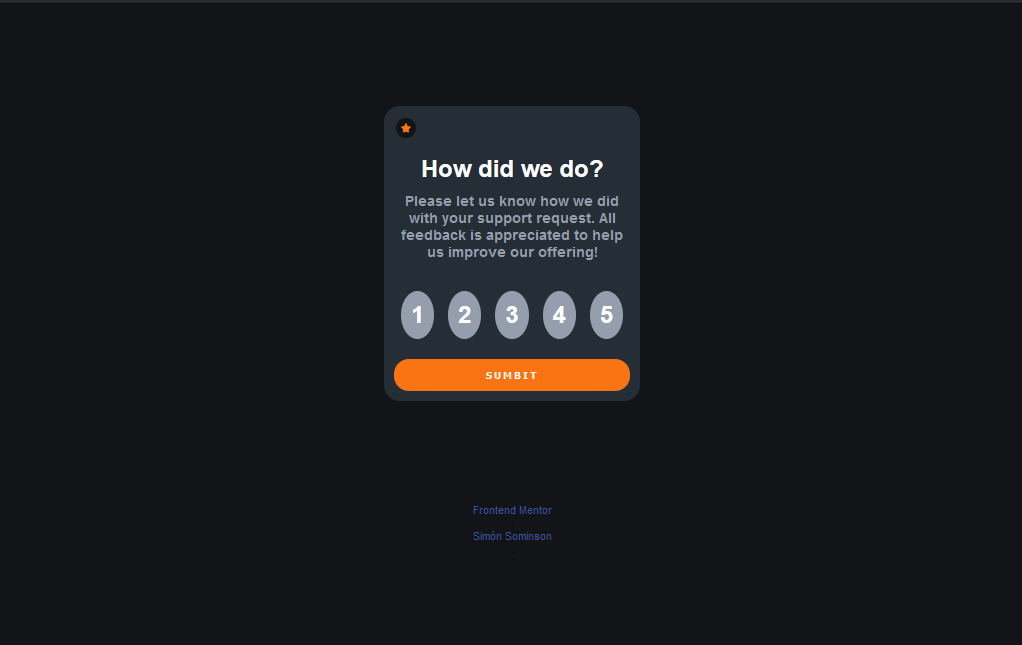 How did we do?
Please let us know how we did
with your support request. All
feedback is appreciated to help
us improve our offering!
1 2 3 4 5
SUMBIT
Frontend Mentor
Simón Sominson